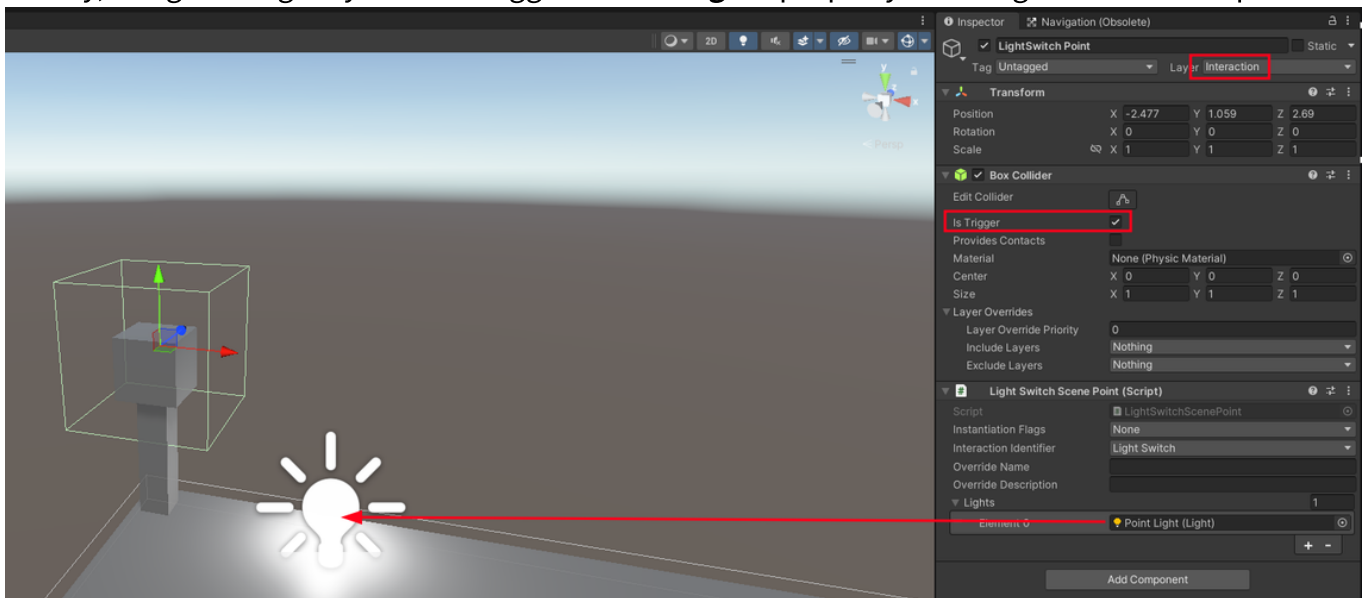 Inspector Navigation (Obsolete)
2D
LightSwitch Point Static
Tag Untagged Layer Interaction
Transform
Position X -2.477 Y 1.059 Z 2.69
Rotation X 0 Y 0 Z 0
Scale X 1 Y 1 Z 1
y
x
z
Persp
Box Collider
Edit Collider
Is Trigger
Provides Contacts
Material None (Physic Material)
Center X 0 Y 0 Z 0
Size X 1 Y 1 Z 1
Layer Overrides
Layer Override Priority 0
Include Layers Nothing
Exclude Layers Nothing
Light Switch Scene Point (Script)
Script LightSwitchScenePoint
Instantiation Flags None
Interaction Identifier Light Switch
Override Name
Override Description
Lights 1
Element 0 Point Light (Light)
+ -
Add Component